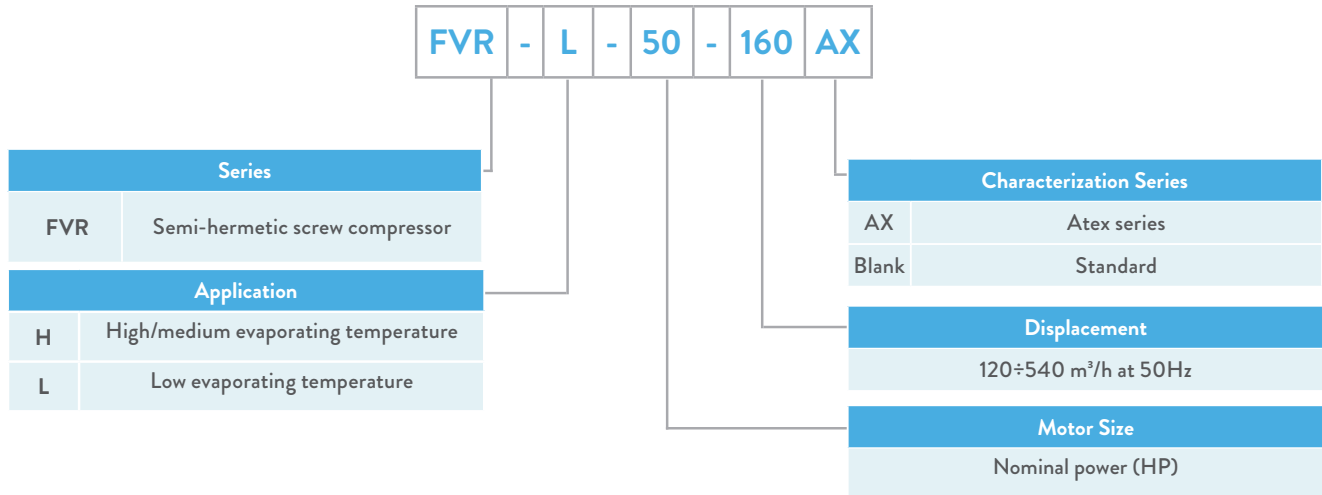 FVR - L - 50 - 160 AX
Series
FVR Semi-hermetic screw compressor
Application
H High/medium evaporating temperature
L Low evaporating temperature
Characterization Series
AX Atex series
Blank Standard
Displacement
120÷540 m³/h at 50Hz
Motor Size
Nominal power (HP)